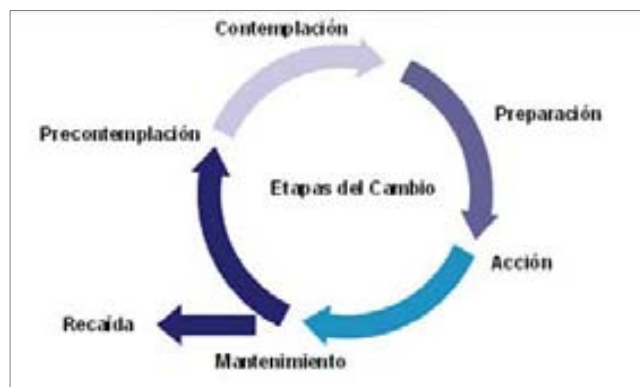 Contemplación
Precontemplación
Preparación
Etapas del Cambio
Acción
Recaída
Mantenimiento